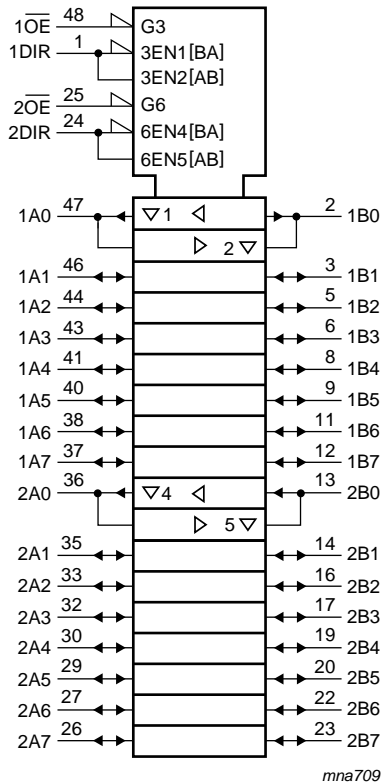 1O̅E̅ 48 G3
1DIR 1 3EN1[BA]
3EN2[AB]
2O̅E̅ 25 G6
2DIR 24 6EN4[BA]
6EN5[AB]
1A0 47 ▽1 ◁ 2 1B0
▷ 2▽
1A1 46 3 1B1
1A2 44 5 1B2
1A3 43 6 1B3
1A4 41 8 1B4
1A5 40 9 1B5
1A6 38 11 1B6
1A7 37 12 1B7
2A0 36 ▽4 ◁ 13 2B0
▷ 5▽
2A1 35 14 2B1
2A2 33 16 2B2
2A3 32 17 2B3
2A4 30 19 2B4
2A5 29 20 2B5
2A6 27 22 2B6
2A7 26 23 2B7
mna709